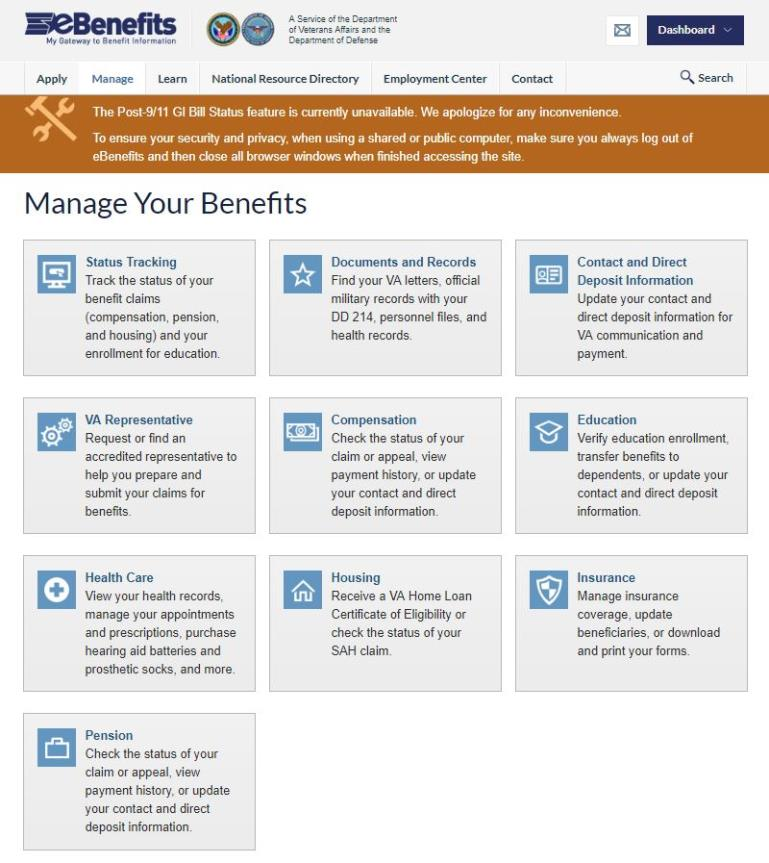 eBenefits
My Gateway to Benefit Information
A Service of the Department
of Veterans Affairs and the
Department of Defense
Dashboard
Apply
Manage
Learn
National Resource Directory
Employment Center
Contact
Search
The Post-9/11 GI Bill Status feature is currently unavailable. We apologize for any inconvenience.
To ensure your security and privacy, when using a shared or public computer, make sure you always log out of
eBenefits and then close all browser windows when finished accessing the site.
Manage Your Benefits
Status Tracking
Track the status of your
benefit claims
(compensation, pension,
and housing) and your
enrollment for education.
Documents and Records
Find your VA letters, official
military records with your
DD 214, personnel files, and
health records.
Contact and Direct
Deposit Information
Update your contact and
direct deposit information for
VA communication and
payment.
VA Representative
Request or find an
accredited representative to
help you prepare and
submit your claims for
benefits.
Compensation
Check the status of your
claim or appeal, view
payment history, or update
your contact and direct
deposit information.
Education
Verify education enrollment,
transfer benefits to
dependents, or update your
contact and direct deposit
information.
Health Care
View your health records,
manage your appointments
and prescriptions, purchase
hearing aid batteries and
prosthetic socks, and more.
Housing
Receive a VA Home Loan
Certificate of Eligibility or
check the status of your
SAH claim.
Insurance
Manage insurance
coverage, update
beneficiaries, or download
and print your forms.
Pension
Check the status of your
claim or appeal, view
payment history, or update
your contact and direct
deposit information.